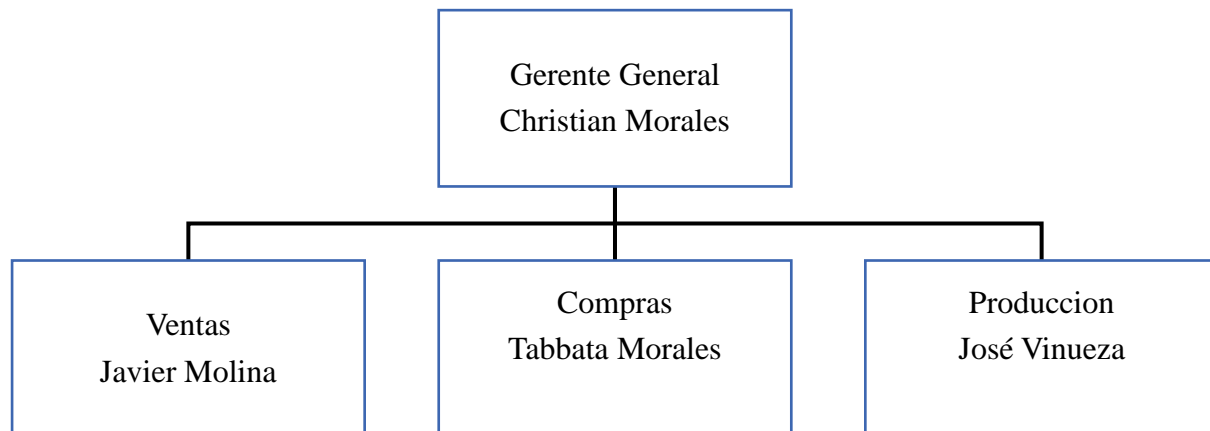 Gerente General
Christian Morales
Ventas
Javier Molina
Compras
Tabbata Morales
Produccion
José Vinueza